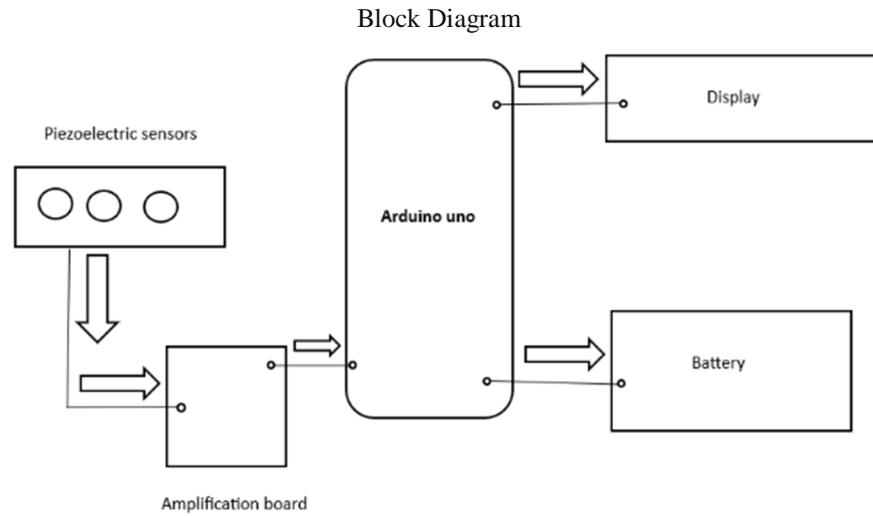 Block Diagram
Display
Piezoelectric sensors
Arduino uno
Battery
Amplification board